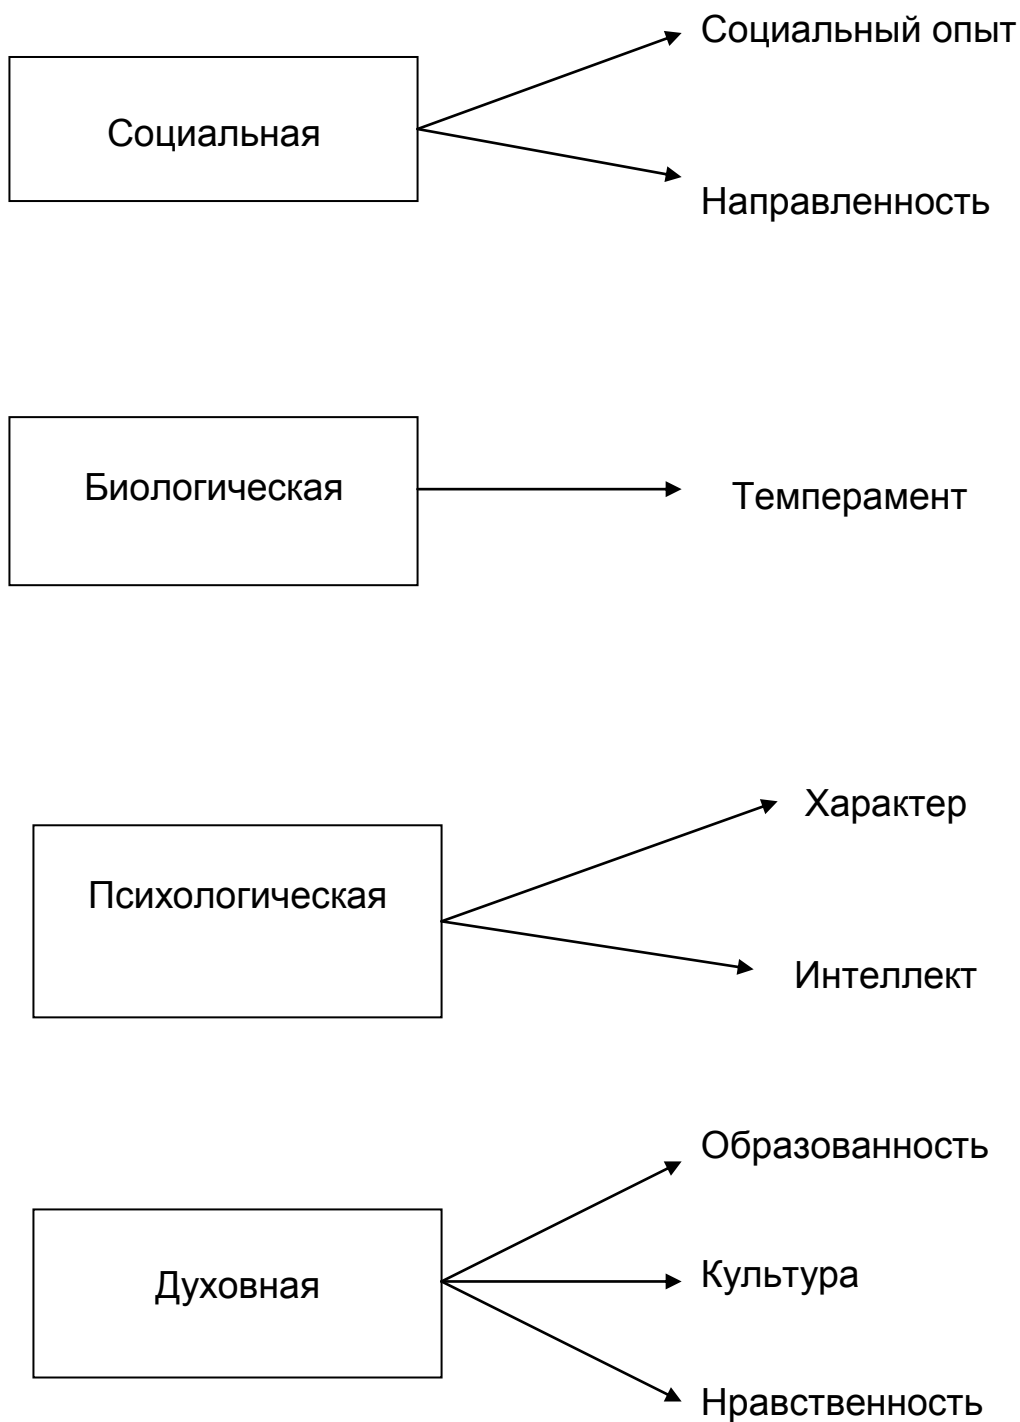 Социальный опыт
Социальная
Направленность
Биологическая
Темперамент
Характер
Психологическая
Интеллект
Образованность
Духовная
Культура
Нравственность